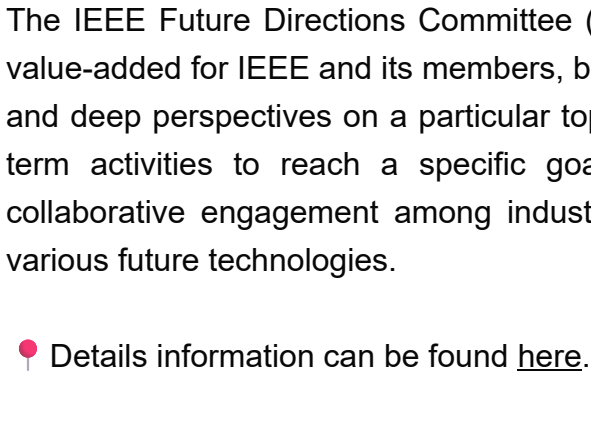 The IEEE Future Directions Committee (
value-added for IEEE and its members, b
and deep perspectives on a particular to
term activities to reach a specific goa
collaborative engagement among indust
various future technologies.
📍 Details information can be found here.